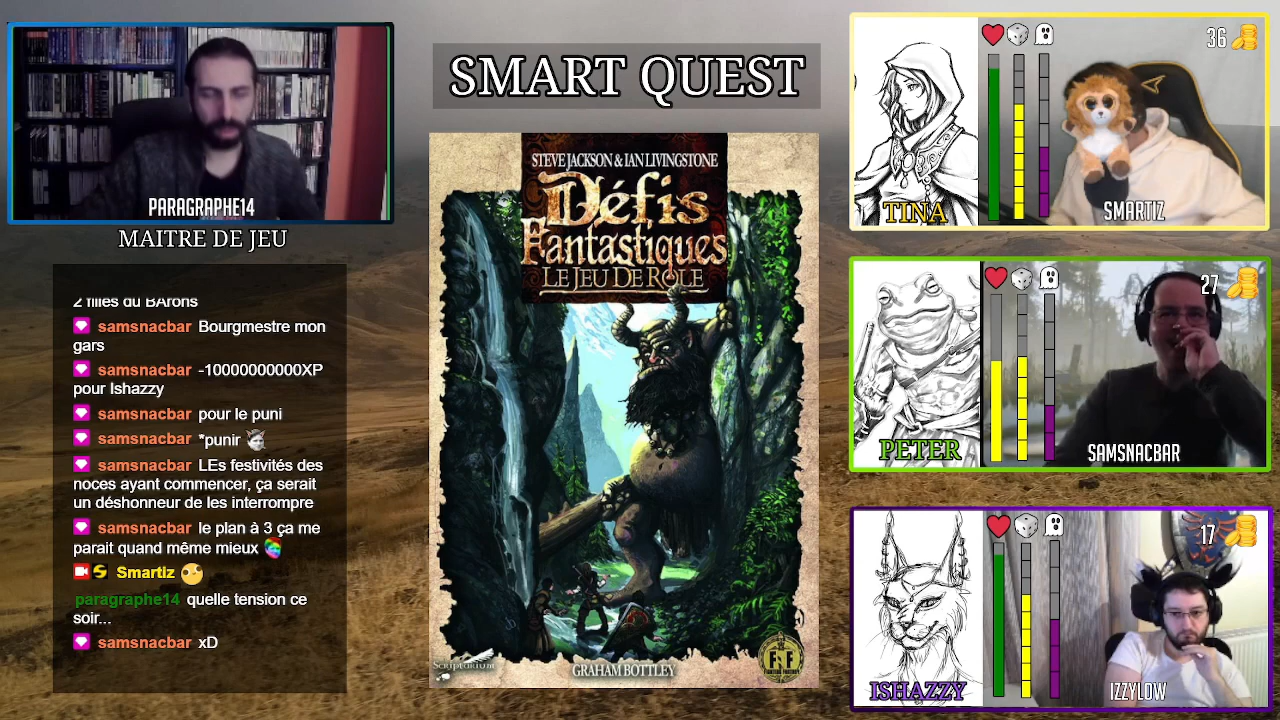 PARAGRAPHE14
MAITRE DE JEU
2 filles du BArons
samsnacbar Bourgmestre mon
gars
samsnacbar -10000000000XP
pour Ishazzy
samsnacbar pour le puni
samsnacbar *punir
samsnacbar LEs festivités des
noces ayant commencer, ça serait
un déshonneur de les interrompre
samsnacbar le plan à 3 ça me
parait quand même mieux
Smartiz
paragraphe14 quelle tension ce
soir...
samsnacbar xD
SMART QUEST
STEVE JACKSON & IAN LIVINGSTONE
Défis
Fantastiques
LE JEU DE ROLE
SCRIPTARIUM
GRAHAM BOTTLEY
FF
36
TINA
SMARTIZ
27
PETER
SAMSNACBAR
17
ISHAZZY
IZZYLOW